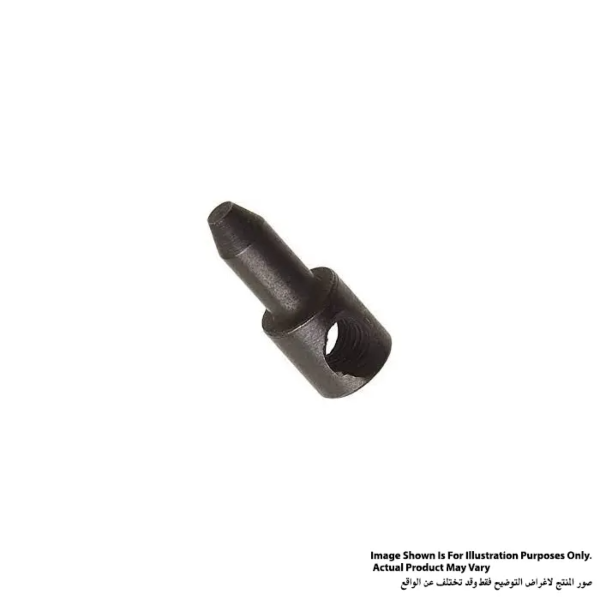 Image Shown Is For Illustration Purposes Only.
Actual Product May Vary
صور المنتج لاغراض التوضيح فقط وقد تختلف عن الواقع